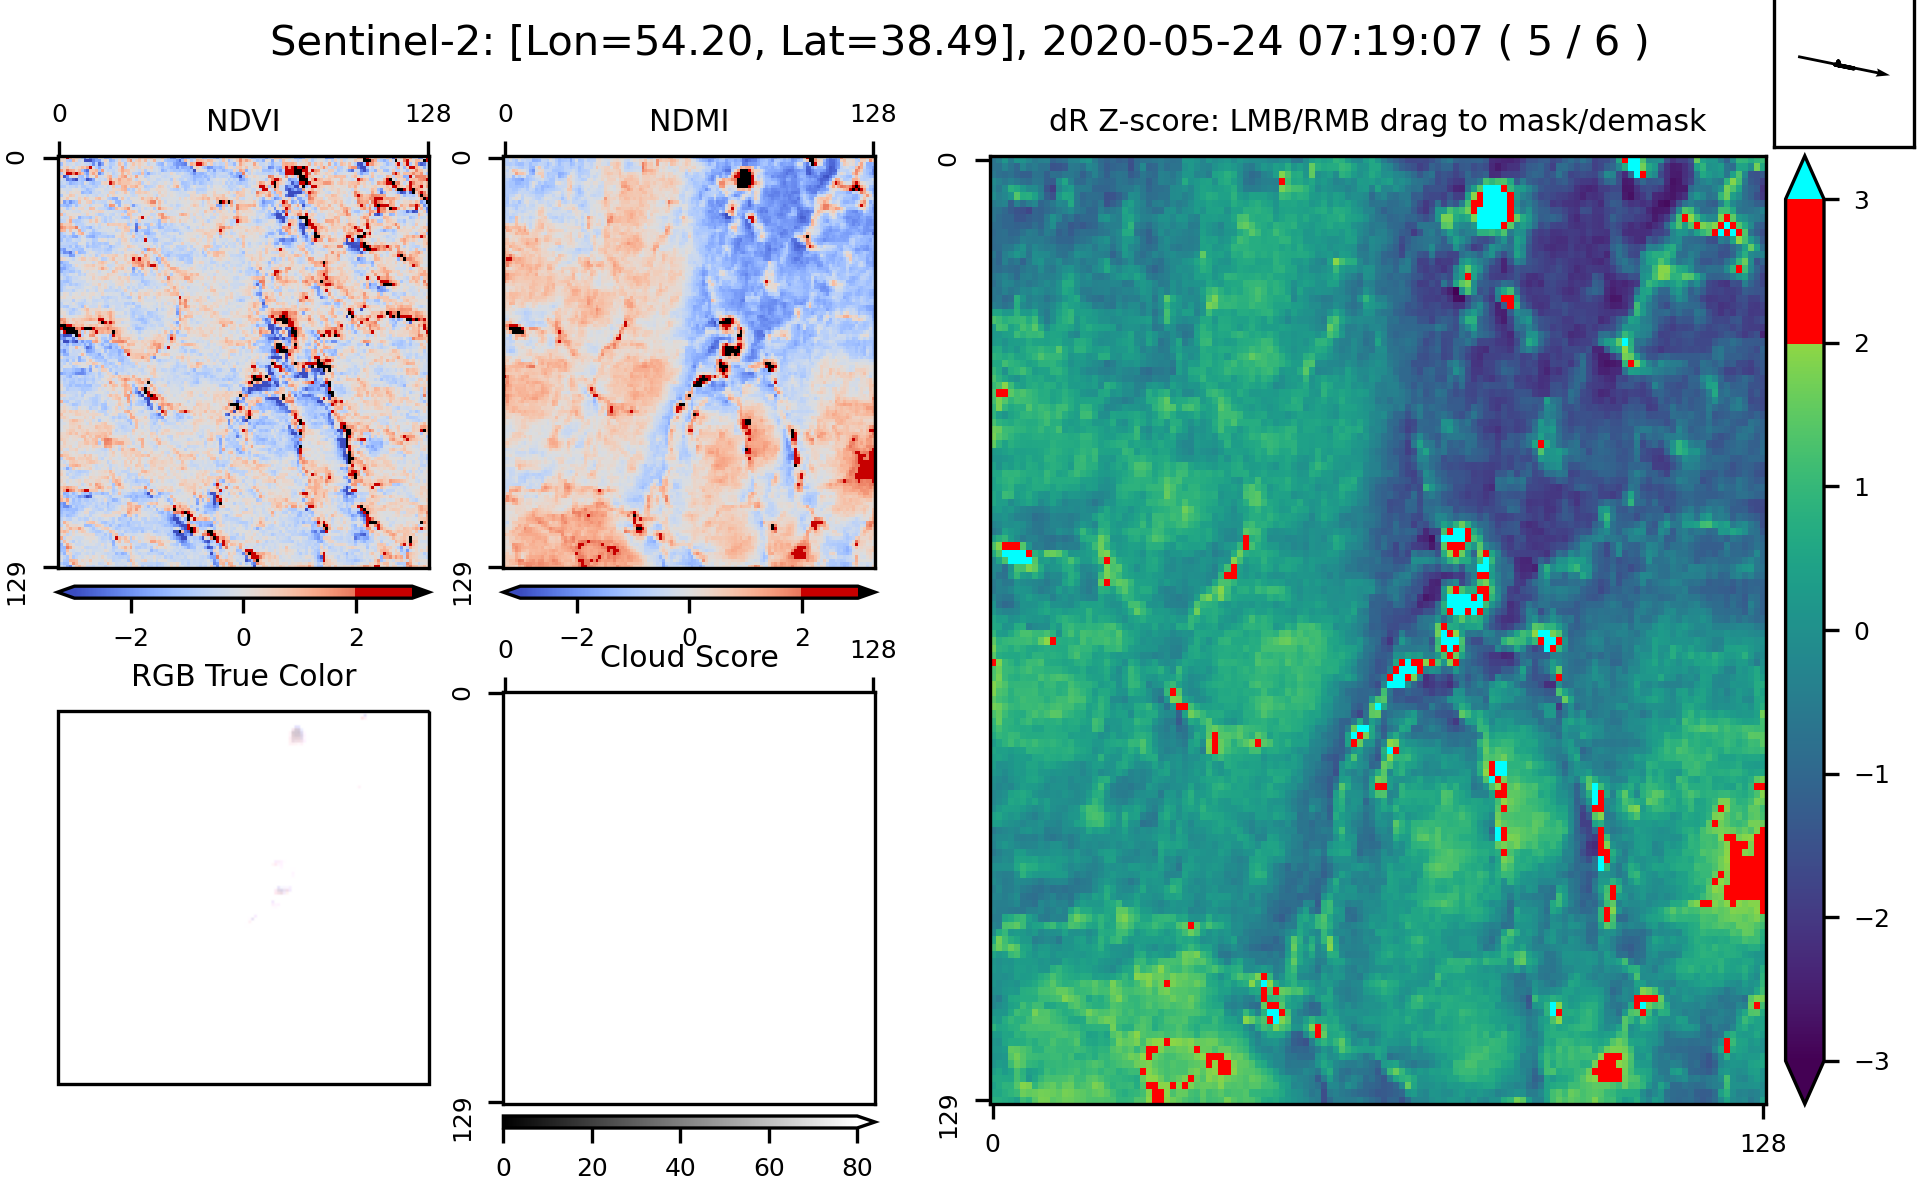 Sentinel-2: [Lon=54.20, Lat=38.49], 2020-05-24 07:19:07 ( 5 / 6 )
0 128
NDVI
0
129
−2 0 2
0 128
NDMI
0
129
−2 0 2
dR Z-score: LMB/RMB drag to mask/demask
0
129
0 128
3
2
1
0
−1
−2
−3
RGB True Color
0 128
Cloud Score
0
129
0 20 40 60 80